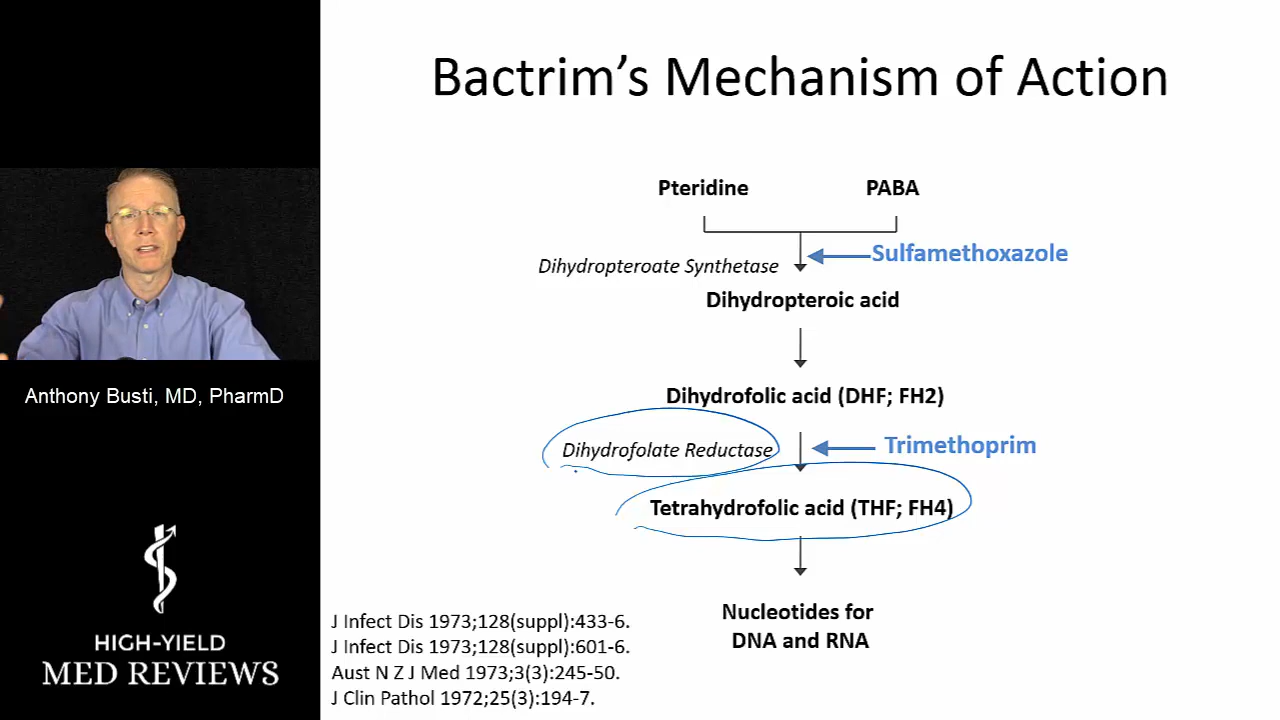 Bactrim's Mechanism of Action
Pteridine
PABA
Sulfamethoxazole
Dihydropteroate Synthetase
Dihydropteroic acid
Dihydrofolic acid (DHF; FH2)
Dihydrofolate Reductase
Trimethoprim
Tetrahydrofolic acid (THF; FH4)
Nucleotides for
DNA and RNA
J Infect Dis 1973;128(suppl):433-6.
J Infect Dis 1973;128(suppl):601-6.
Aust N Z J Med 1973;3(3):245-50.
J Clin Pathol 1972;25(3):194-7.
Anthony Busti, MD, PharmD
HIGH-YIELD
MED REVIEWS